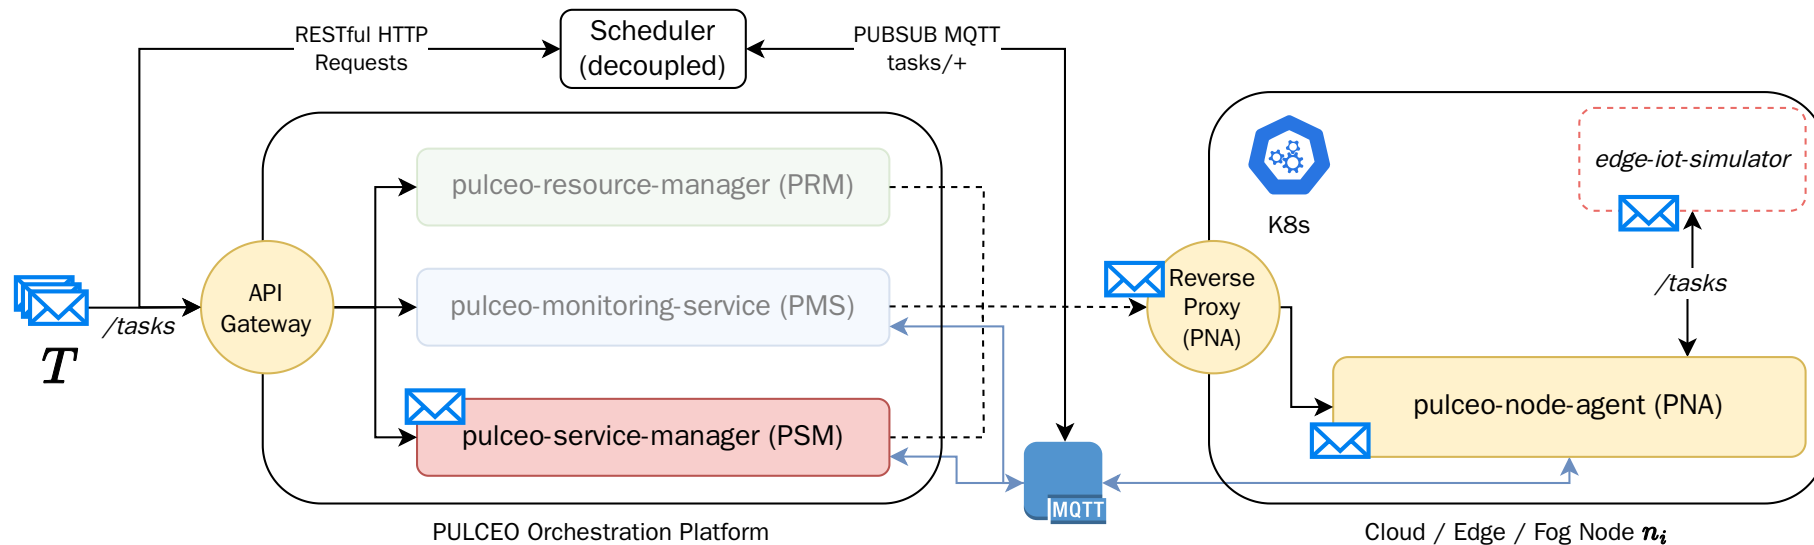 RESTful HTTP
Requests
Scheduler
(decoupled)
PUBSUB MQTT
tasks/+
pulceo-resource-manager (PRM)
edge-iot-simulator
K8s
API
Gateway
/tasks
T
pulceo-monitoring-service (PMS)
Reverse
Proxy
(PNA)
/tasks
pulceo-service-manager (PSM)
pulceo-node-agent (PNA)
MQTT
PULCEO Orchestration Platform
Cloud / Edge / Fog Node n_i